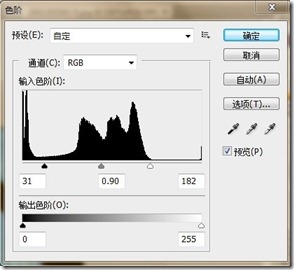 色阶
预设(E): 自定
确定
取消
通道(C): RGB
自动(A)
输入色阶(I):
选项(T)...
预览(P)
31 0.90 182
输出色阶(O):
0 255